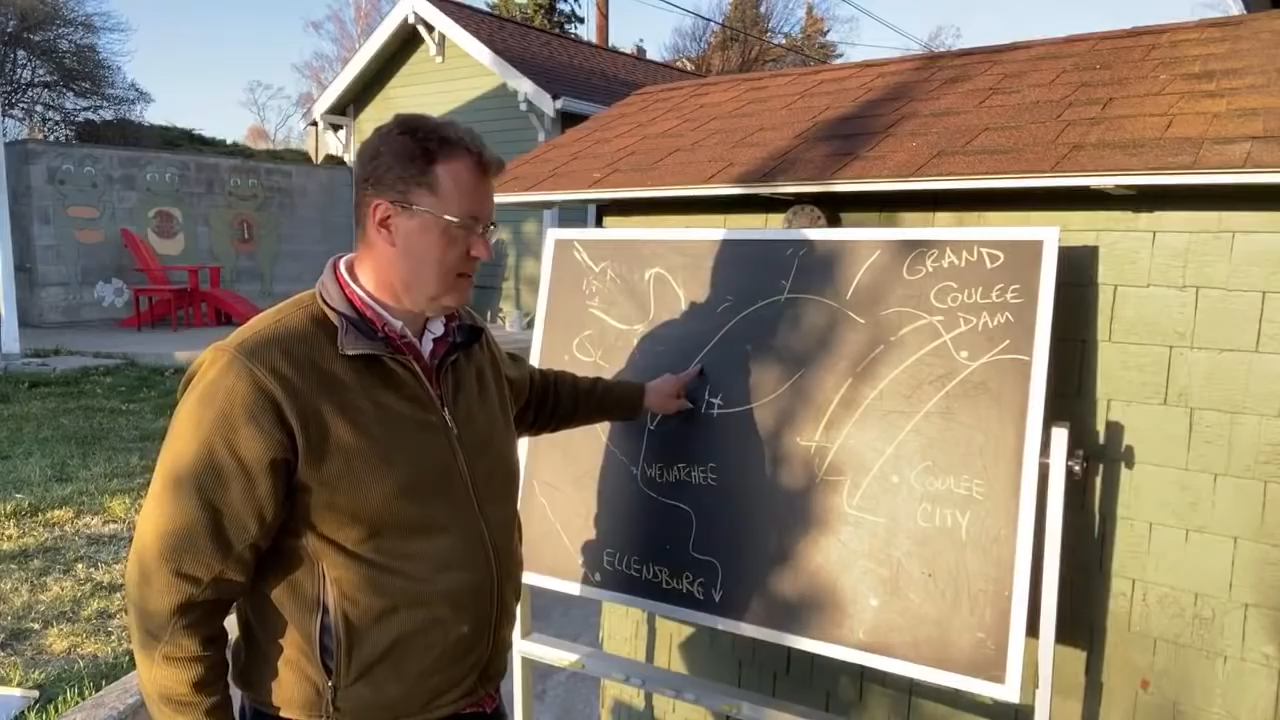 GRAND
COULEE
DAM
WENATCHEE
COULEE
CITY
ELLENSBURG